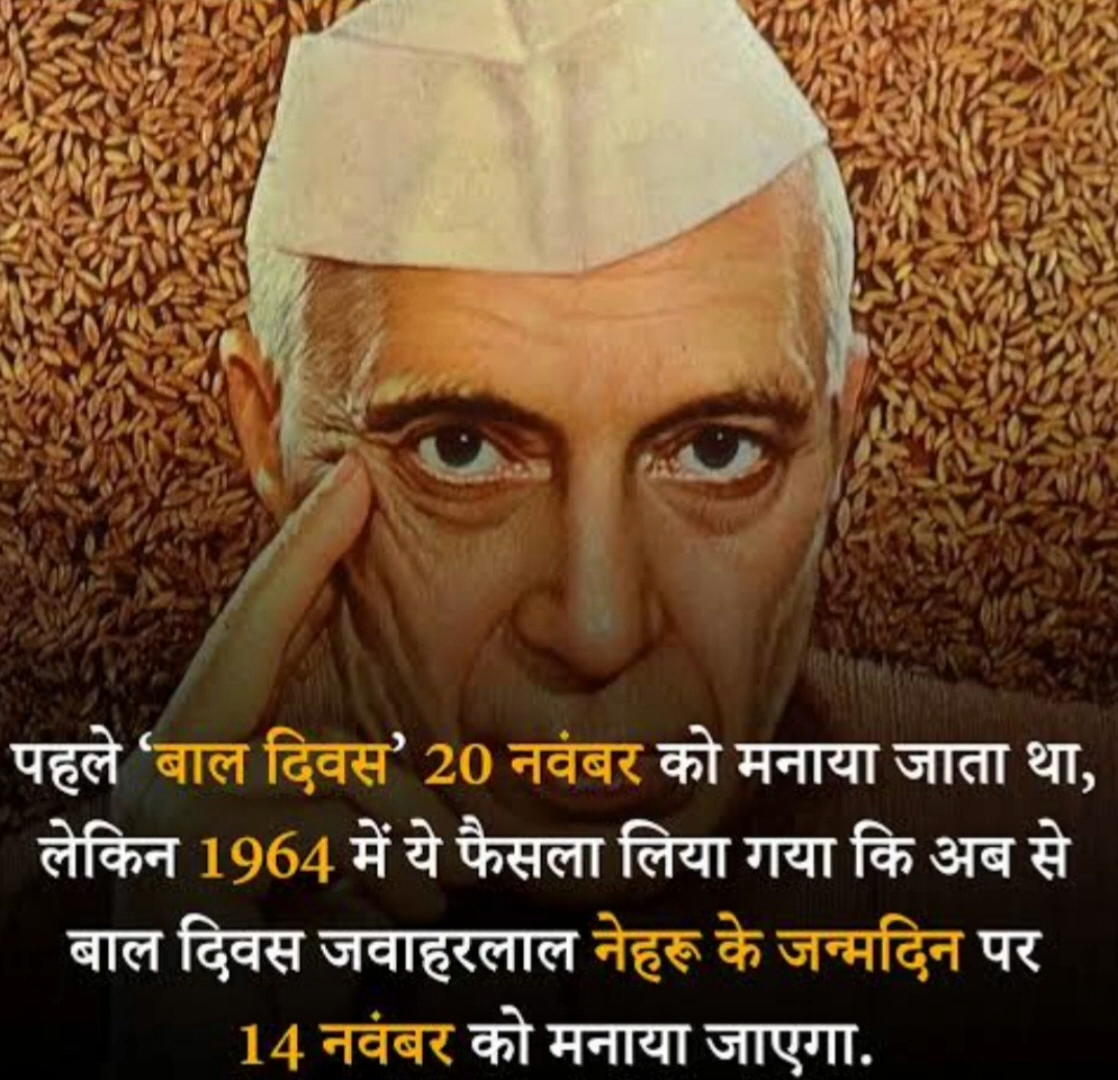 पहले ‘बाल दिवस’ 20 नवंबर को मनाया जाता था,
लेकिन 1964 में ये फैसला लिया गया कि अब से
बाल दिवस जवाहरलाल नेहरू के जन्मदिन पर
14 नवंबर को मनाया जाएगा.